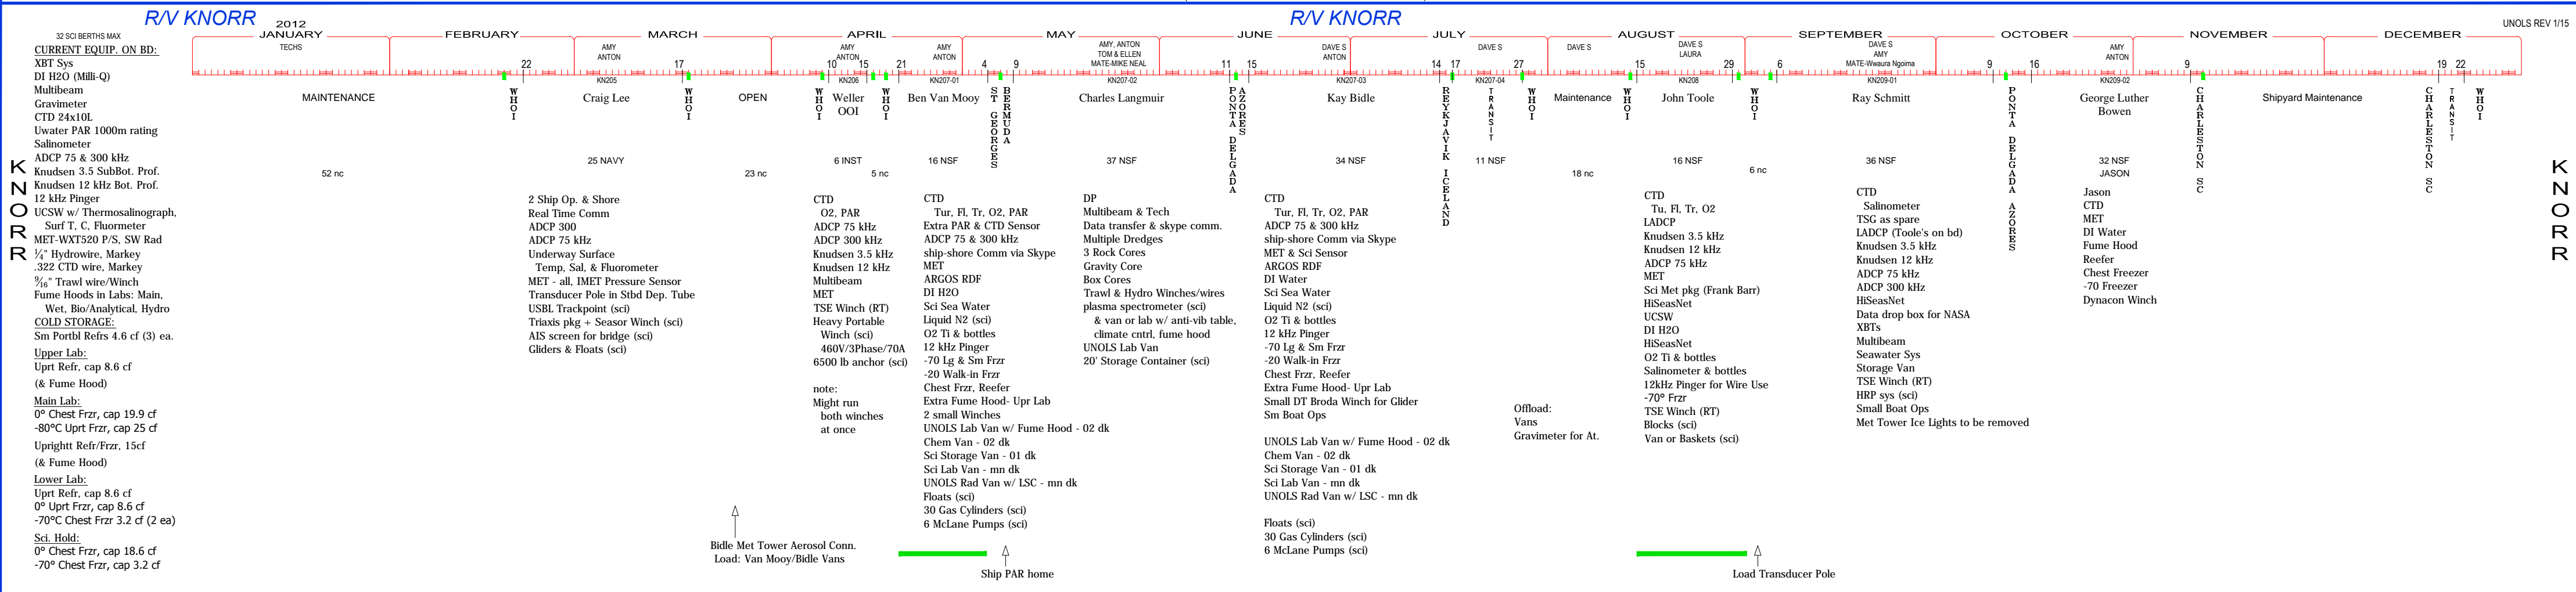 R/V KNORR
R/V KNORR
UNOLS REV 1/15
2012
JANUARY
FEBRUARY
MARCH
APRIL
MAY
JUNE
JULY
AUGUST
SEPTEMBER
OCTOBER
NOVEMBER
DECEMBER
KNORR
32 SCI BERTHS MAX
CURRENT EQUIP. ON BD:
XBT Sys
DI H2O (Milli-Q)
Multibeam
Gravimeter
CTD 24x10L
Uwater PAR 1000m rating
Salinometer
ADCP 75 & 300 kHz
Knudsen 3.5 SubBot. Prof.
Knudsen 12 kHz Bot. Prof.
12 kHz Pinger
UCSW w/ Thermosalinograph,
Surf T, C, Fluormeter
MET-WXT520 P/S, SW Rad
¼" Hydrowire, Markey
.322 CTD wire, Markey
9/16" Trawl wire/Winch
Fume Hoods in Labs: Main,
Wet, Bio/Analytical, Hydro
COLD STORAGE:
Sm Portbl Refrs 4.6 cf (3) ea.
Upper Lab:
Uprt Refr, cap 8.6 cf
(& Fume Hood)
Main Lab:
0° Chest Frzr, cap 19.9 cf
-80°C Uprt Frzr, cap 25 cf
Uprightt Refr/Frzr, 15cf
(& Fume Hood)
Lower Lab:
Uprt Refr, cap 8.6 cf
0° Uprt Frzr, cap 8.6 cf
-70°C Chest Frzr 3.2 cf (2 ea)
Sci. Hold:
0° Chest Frzr, cap 18.6 cf
-70° Chest Frzr, cap 3.2 cf
TECHS
MAINTENANCE
52 nc
22
WHOI
AMY
ANTON
KN205
Craig Lee
25 NAVY
2 Ship Op. & Shore
Real Time Comm
ADCP 300
ADCP 75 kHz
Underway Surface
Temp, Sal, & Fluorometer
MET - all, IMET Pressure Sensor
Transducer Pole in Stbd Dep. Tube
USBL Trackpoint (sci)
Triaxis pkg + Seasor Winch (sci)
AIS screen for bridge (sci)
Gliders & Floats (sci)
17
WHOI
OPEN
23 nc
Bidle Met Tower Aerosol Conn.
Load: Van Mooy/Bidle Vans
WHOI
AMY
ANTON
10 15
KN206
Weller
OOI
6 INST
CTD
O2, PAR
ADCP 75 kHz
ADCP 300 kHz
Knudsen 3.5 kHz
Knudsen 12 kHz
Multibeam
MET
TSE Winch (RT)
Heavy Portable
Winch (sci)
460V/3Phase/70A
6500 lb anchor (sci)
note:
Might run
both winches
at once
WHOI
5 nc
21
AMY
ANTON
KN207-01
Ben Van Mooy
16 NSF
CTD
Tur, Fl, Tr, O2, PAR
Extra PAR & CTD Sensor
ADCP 75 & 300 kHz
ship-shore Comm via Skype
MET
ARGOS RDF
DI H2O
Sci Sea Water
Liquid N2 (sci)
O2 Ti & bottles
12 kHz Pinger
-70 Lg & Sm Frzr
-20 Walk-in Frzr
Chest Frzr, Reefer
Extra Fume Hood- Upr Lab
2 small Winches
UNOLS Lab Van w/ Fume Hood - 02 dk
Chem Van - 02 dk
Sci Storage Van - 01 dk
Sci Lab Van - mn dk
UNOLS Rad Van w/ LSC - mn dk
Floats (sci)
30 Gas Cylinders (sci)
6 McLane Pumps (sci)
4 9
ST GEORGES
BERMUDA
Ship PAR home
AMY, ANTON
TOM & ELLEN
MATE-MIKE NEAL
KN207-02
Charles Langmuir
37 NSF
DP
Multibeam & Tech
Data transfer & skype comm.
Multiple Dredges
3 Rock Cores
Gravity Core
Box Cores
Trawl & Hydro Winches/wires
plasma spectrometer (sci)
& van or lab w/ anti-vib table,
climate cntrl, fume hood
UNOLS Lab Van
20' Storage Container (sci)
11 15
PONTA DELGADA
AZORES
DAVE S
ANTON
KN207-03
Kay Bidle
34 NSF
CTD
Tur, Fl, Tr, O2, PAR
ADCP 75 & 300 kHz
ship-shore Comm via Skype
MET & Sci Sensor
ARGOS RDF
DI Water
Sci Sea Water
Liquid N2 (sci)
O2 Ti & bottles
12 kHz Pinger
-70 Lg & Sm Frzr
-20 Walk-in Frzr
Chest Frzr, Reefer
Extra Fume Hood- Upr Lab
Small DT Broda Winch for Glider
Sm Boat Ops
UNOLS Lab Van w/ Fume Hood - 02 dk
Chem Van - 02 dk
Sci Storage Van - 01 dk
Sci Lab Van - mn dk
UNOLS Rad Van w/ LSC - mn dk
Floats (sci)
30 Gas Cylinders (sci)
6 McLane Pumps (sci)
14 17
REYKJAVIK ICELAND
DAVE S
KN207-04
TRANSIT
11 NSF
27
WHOI
Offload:
Vans
Gravimeter for At.
DAVE S
Maintenance
18 nc
15
WHOI
DAVE S
LAURA
KN208
John Toole
16 NSF
CTD
Tu, Fl, Tr, O2
LADCP
Knudsen 3.5 kHz
Knudsen 12 kHz
ADCP 75 kHz
MET
Sci Met pkg (Frank Barr)
HiSeasNet
UCSW
DI H2O
HiSeasNet
O2 Ti & bottles
Salinometer & bottles
12kHz Pinger for Wire Use
-70° Frzr
TSE Winch (RT)
Blocks (sci)
Van or Baskets (sci)
29 6
WHOI
6 nc
Load Transducer Pole
DAVE S
AMY
MATE-Wwaura Ngoima
KN209-01
Ray Schmitt
36 NSF
CTD
Salinometer
TSG as spare
LADCP (Toole's on bd)
Knudsen 3.5 kHz
Knudsen 12 kHz
ADCP 75 kHz
ADCP 300 kHz
HiSeasNet
Data drop box for NASA
XBTs
Multibeam
Seawater Sys
Storage Van
TSE Winch (RT)
HRP sys (sci)
Small Boat Ops
Met Tower Ice Lights to be removed
9 16
PONTA DELGADA AZORES
AMY
ANTON
KN209-02
George Luther
Bowen
32 NSF
JASON
Jason
CTD
MET
DI Water
Fume Hood
Reefer
Chest Freezer
-70 Freezer
Dynacon Winch
9
CHARLESTON SC
Shipyard Maintenance
19 22
CHARLESTON SC
TRANSIT
WHOI
KNORR